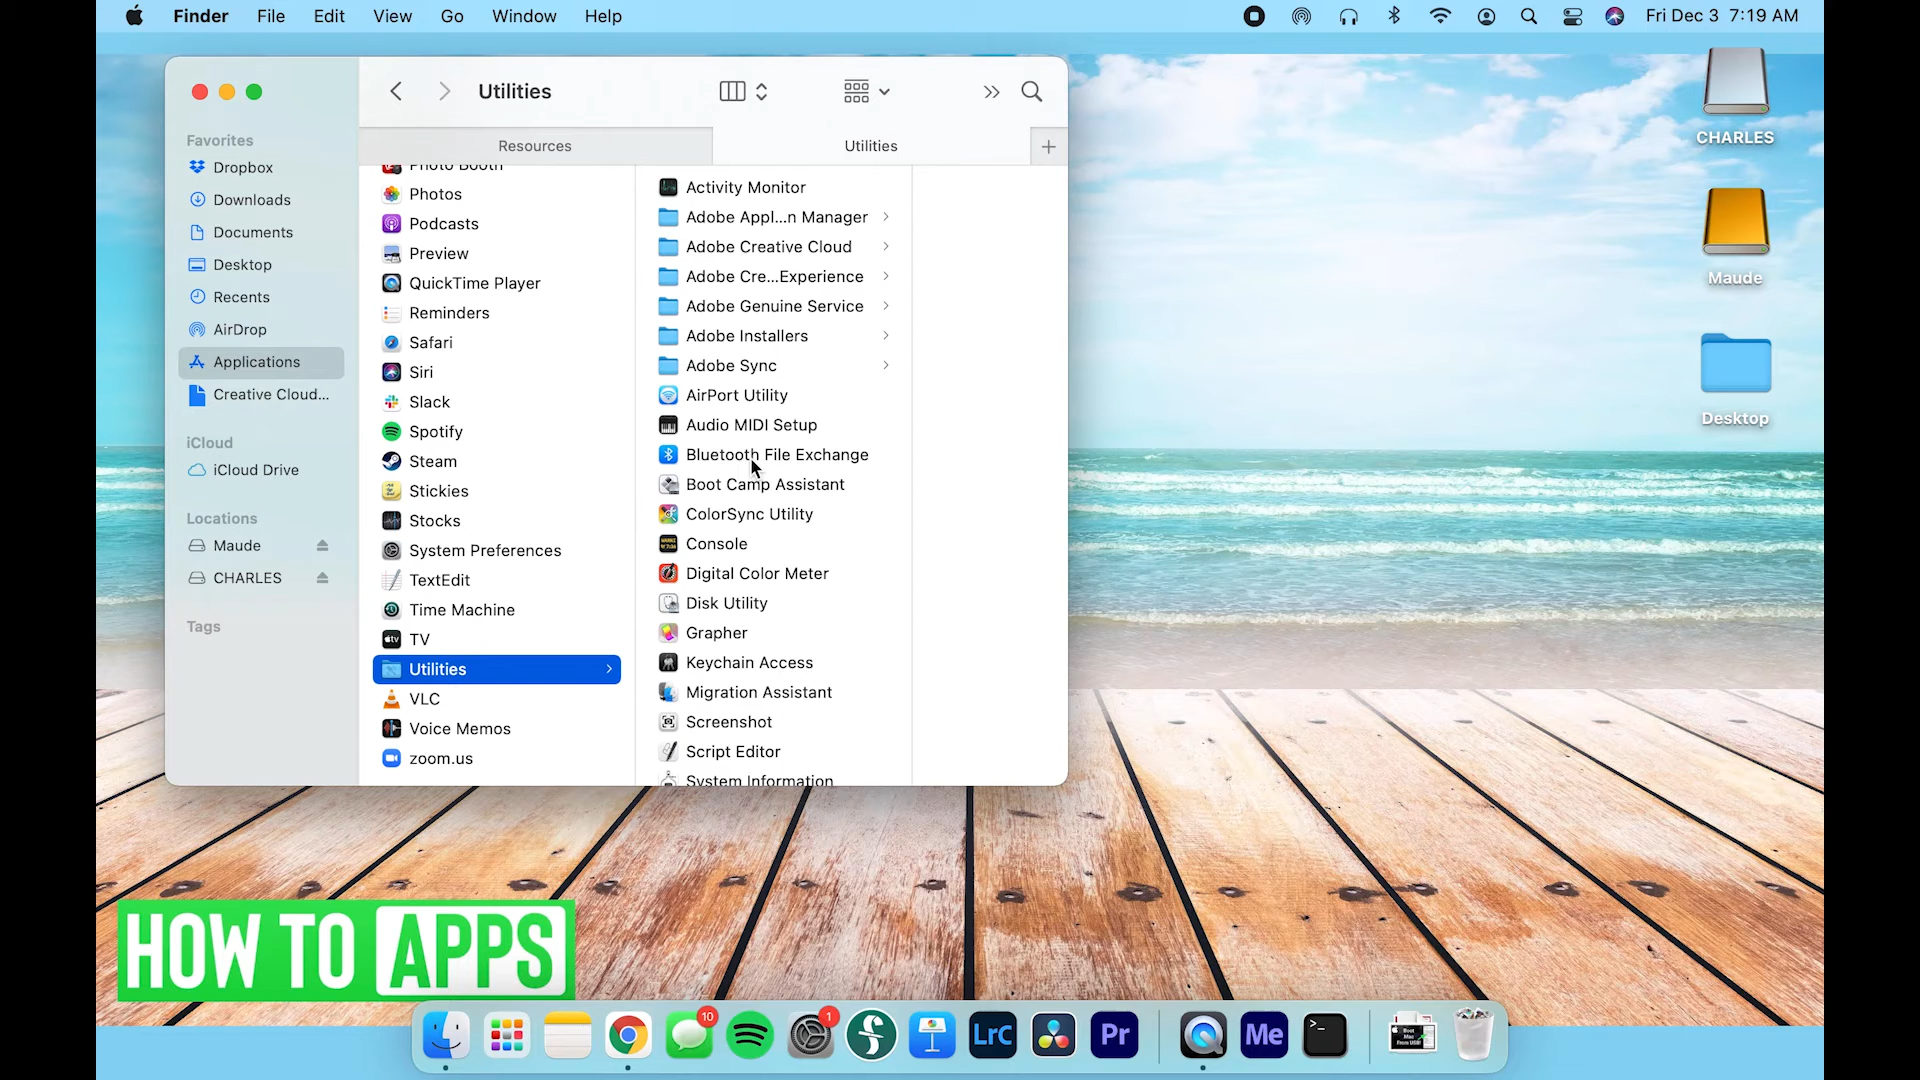 Finder File Edit View Go Window Help Fri Dec 3 7:19 AM
Utilities
Resources
Utilities
Favorites
Dropbox
Downloads
Documents
Desktop
Recents
AirDrop
Applications
Creative Cloud...
iCloud
iCloud Drive
Locations
Maude
CHARLES
Tags
Photo Booth
Photos
Podcasts
Preview
QuickTime Player
Reminders
Safari
Siri
Slack
Spotify
Steam
Stickies
Stocks
System Preferences
TextEdit
Time Machine
TV
Utilities
VLC
Voice Memos
zoom.us
Activity Monitor
Adobe Appl...n Manager
Adobe Creative Cloud
Adobe Cre...Experience
Adobe Genuine Service
Adobe Installers
Adobe Sync
AirPort Utility
Audio MIDI Setup
Bluetooth File Exchange
Boot Camp Assistant
ColorSync Utility
Console
Digital Color Meter
Disk Utility
Grapher
Keychain Access
Migration Assistant
Screenshot
Script Editor
System Information
CHARLES
Maude
Desktop
HOW TO APPS
10
1
LrC
Pr
Me